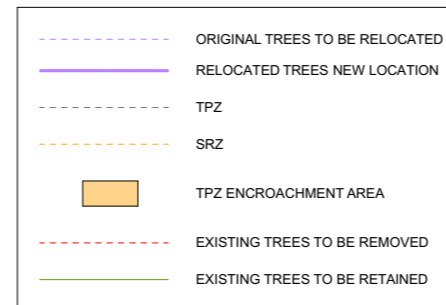 ORIGINAL TREES TO BE RELOCATED
RELOCATED TREES NEW LOCATION
TPZ
SRZ
TPZ ENCROACHMENT AREA
EXISTING TREES TO BE REMOVED
EXISTING TREES TO BE RETAINED